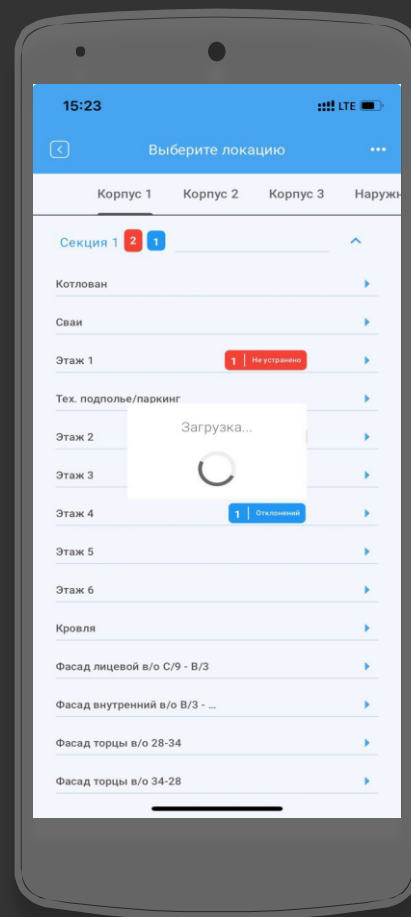 15:23 LTE
Выберите локацию
Корпус 1 Корпус 2 Корпус 3 Наружн
Секция 1 2 1
Котлован
Сваи
Этаж 1 1 Не устранено
Тех. подполье/паркинг
Загрузка...
Этаж 2
Этаж 3
Этаж 4 1 Отклонений
Этаж 5
Этаж 6
Кровля
Фасад лицевой в/о С/9 - В/3
Фасад внутренний в/о В/3 - ...
Фасад торцы в/о 28-34
Фасад торцы в/о 34-28